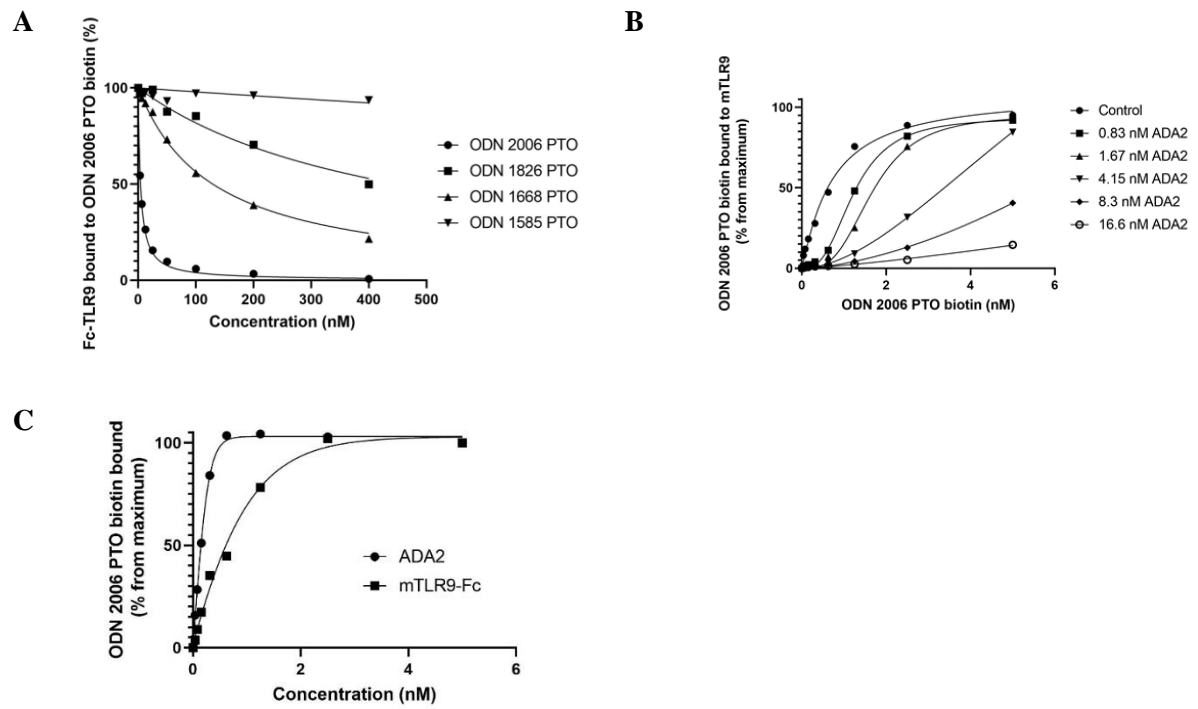 A
Fc-TLR9 bound to ODN 2006 PTO biotin (%)
100
50
0
0 100 200 300 400 500
Concentration (nM)
ODN 2006 PTO
ODN 1826 PTO
ODN 1668 PTO
ODN 1585 PTO
B
ODN 2006 PTO biotin bound to mTLR9
(% from maximum)
100
50
0
0 2 4 6
ODN 2006 PTO biotin (nM)
Control
0.83 nM ADA2
1.67 nM ADA2
4.15 nM ADA2
8.3 nM ADA2
16.6 nM ADA2
C
ODN 2006 PTO biotin bound
(% from maximum)
100
50
0
0 2 4 6
Concentration (nM)
ADA2
mTLR9-Fc